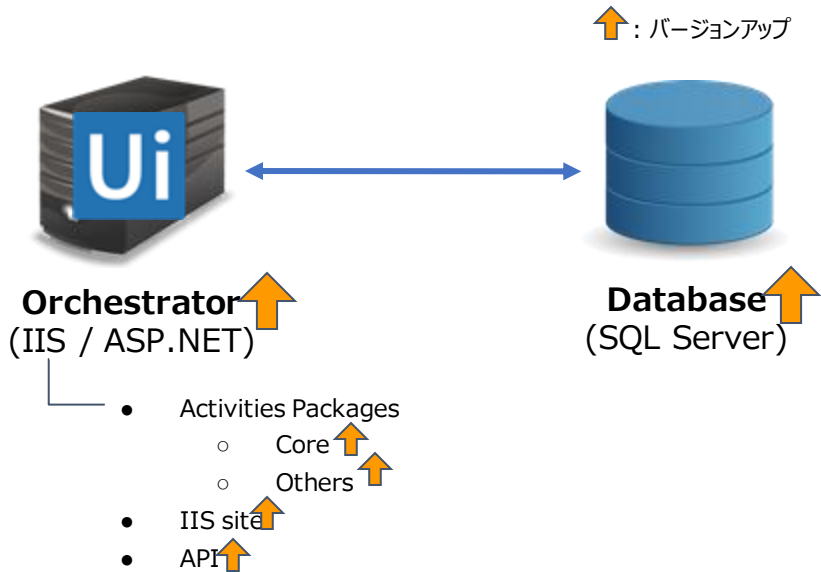 : バージョンアップ
Ui
Orchestrator
(IIS / ASP.NET)
Database
(SQL Server)
● Activities Packages
○ Core
○ Others
● IIS site
● API